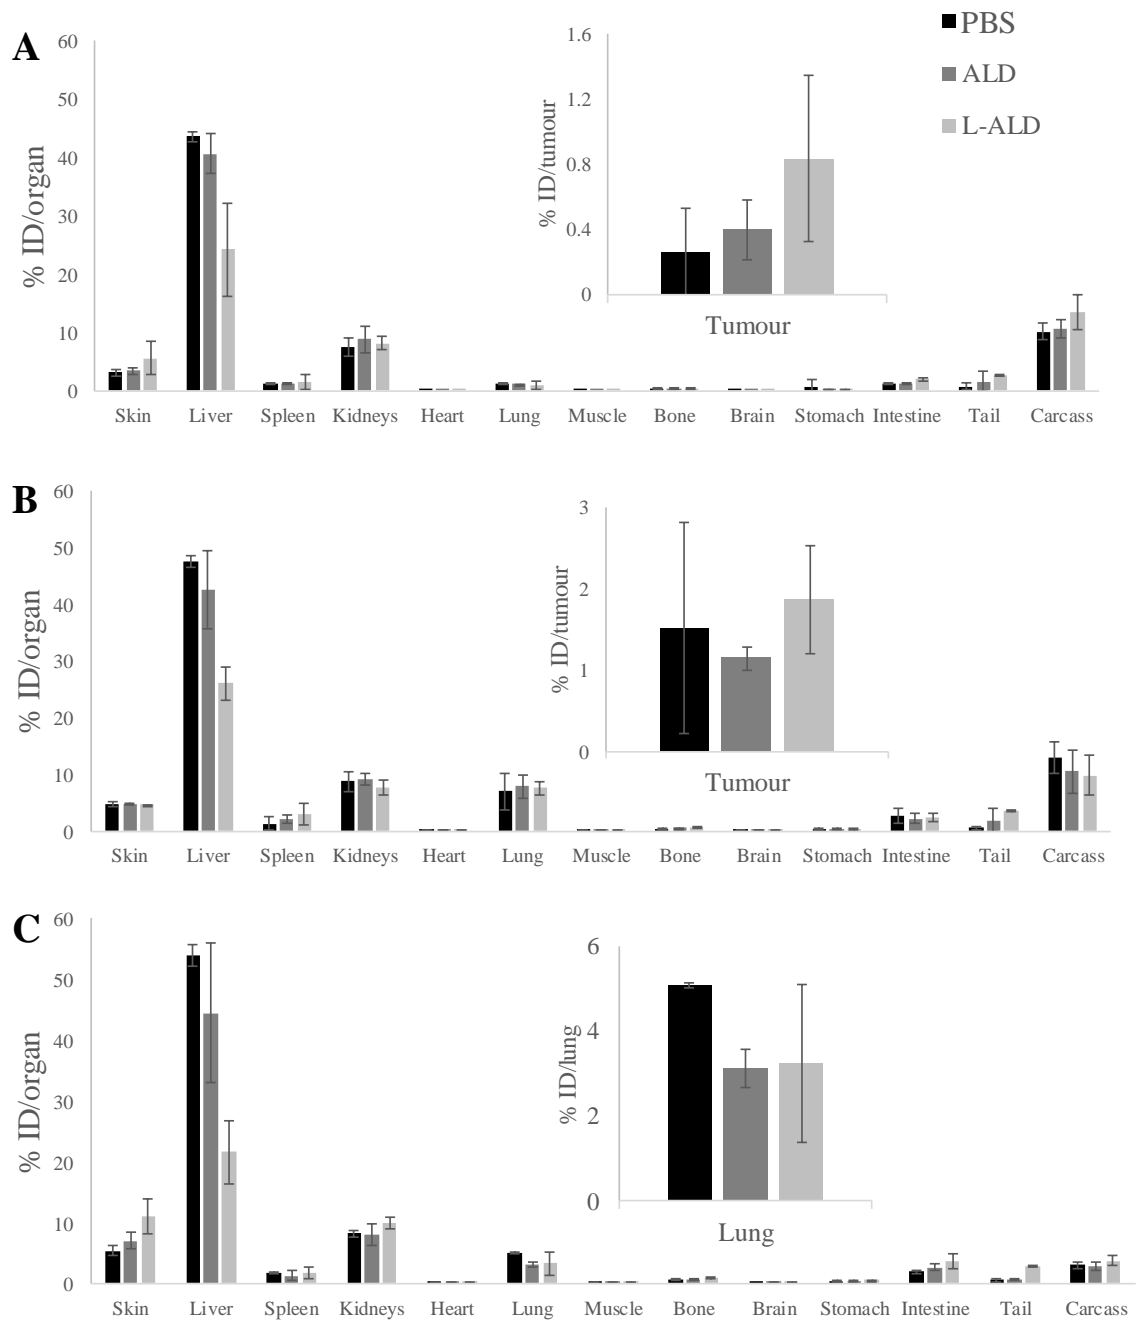 A
PBS
ALD
L-ALD
% ID/organ
60
50
40
30
20
10
0
% ID/tumour
1.6
1.2
0.8
0.4
0
Tumour
Skin Liver Spleen Kidneys Heart Lung Muscle Bone Brain Stomach Intestine Tail Carcass
B
% ID/organ
60
50
40
30
20
10
0
% ID/tumour
3
2
1
0
Tumour
Skin Liver Spleen Kidneys Heart Lung Muscle Bone Brain Stomach Intestine Tail Carcass
C
% ID/organ
60
50
40
30
20
10
0
% ID/lung
6
4
2
0
Lung
Skin Liver Spleen Kidneys Heart Lung Muscle Bone Brain Stomach Intestine Tail Carcass